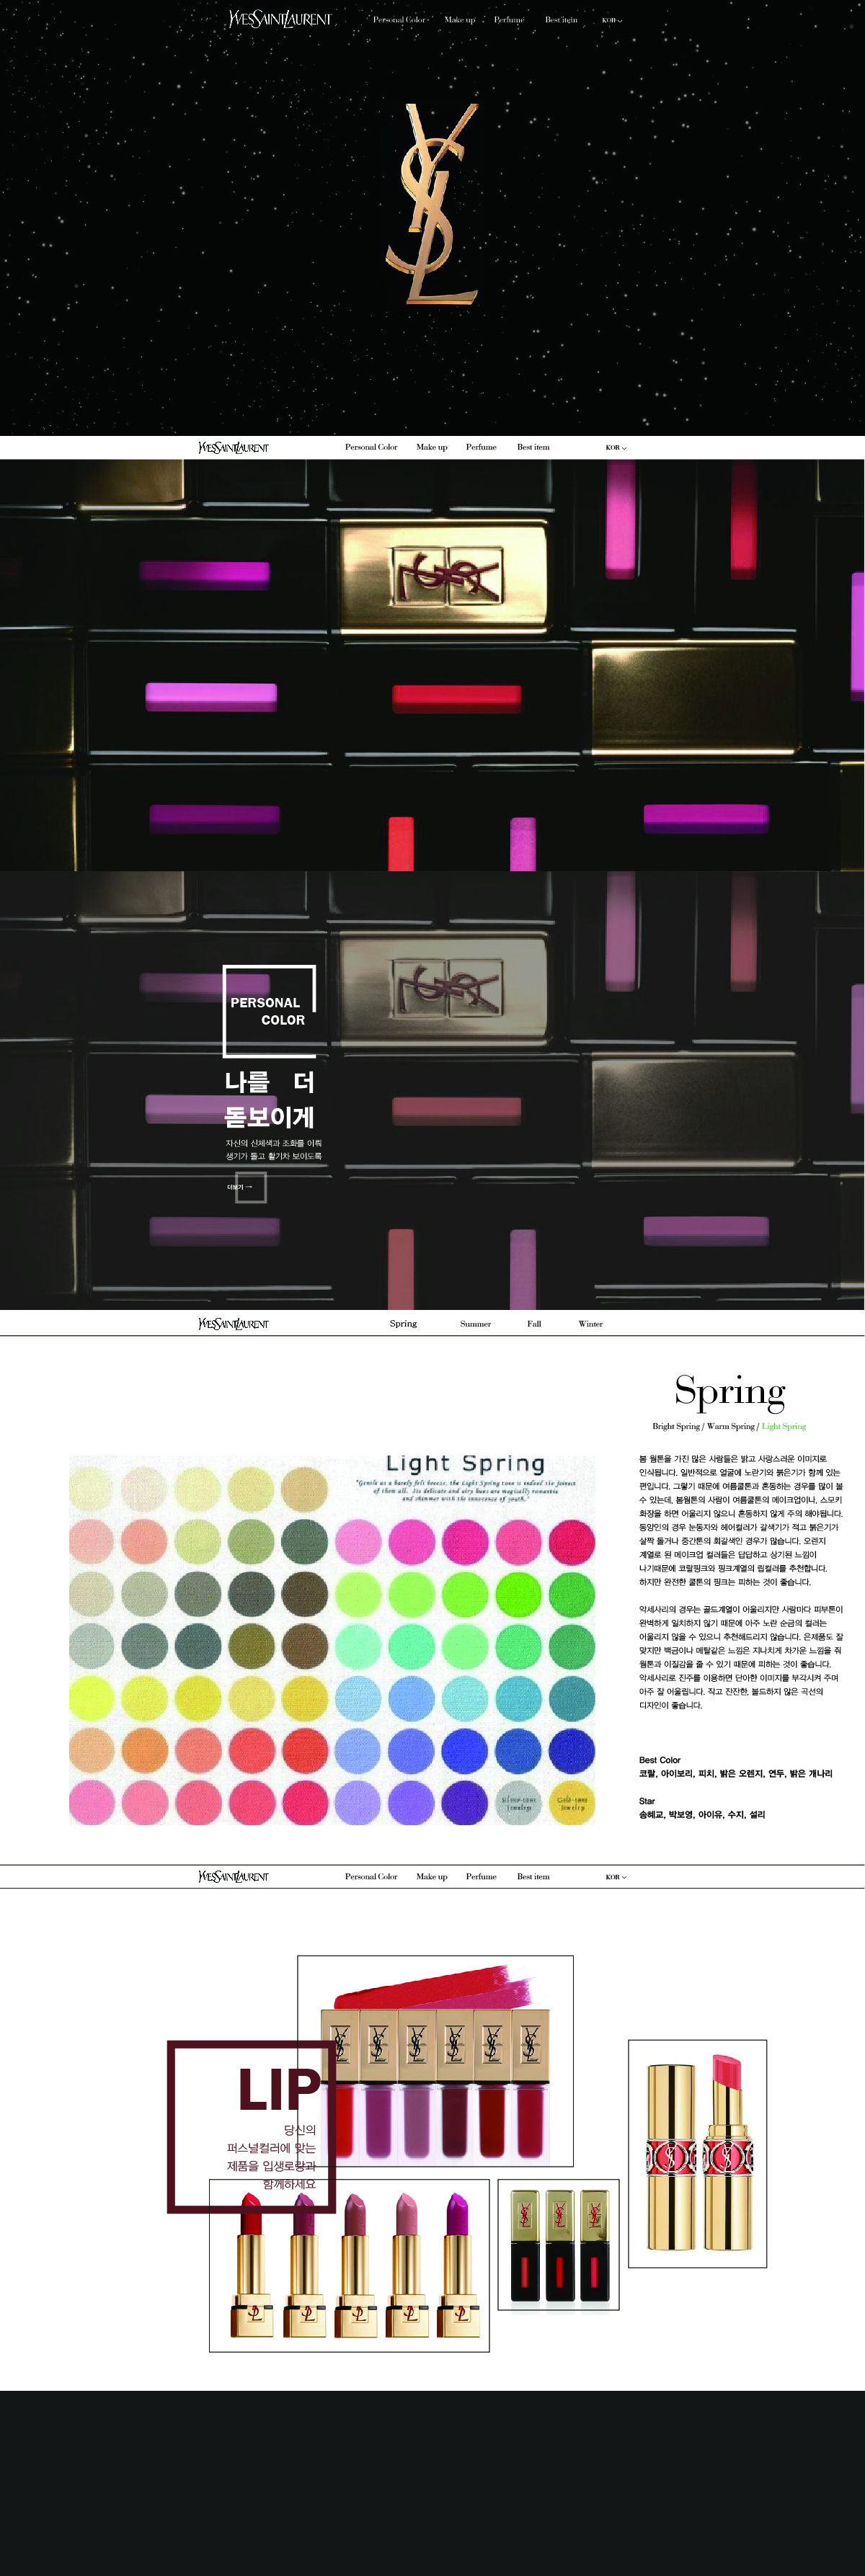 YVESSAINTLAURENT
Personal Color Make up Perfume Best item KOR
YSL
YVESSAINTLAURENT
Personal Color Make up Perfume Best item KOR
PERSONAL
COLOR
나를 더
돋보이게
자신의 신체색과 조화를 이뤄
생기가 돌고 활기차 보이도록
더보기 →
YVESSAINTLAURENT
Spring Summer Fall Winter
Spring
Bright Spring / Warm Spring / Light Spring
Light Spring
"Gentle as a barely felt breeze, the Light Spring tone is indeed the fairest
of them all. Its delicate and airy hues are magically romantic
and shimmer with the innocence of youth."
Silver-tone
Jewelry
Gold-tone
Jewelry
봄 웜톤을 가진 많은 사람들은 밝고 사랑스러운 이미지로
인식됩니다. 일반적으로 얼굴에 노란기와 붉은기가 함께 있는
편입니다. 그렇기 때문에 여름쿨톤과 혼동하는 경우를 많이 볼
수 있는데, 봄웜톤의 사람이 여름쿨톤의 메이크업이나, 스모키
화장을 하면 어울리지 않으니 혼동하지 않게 주의 해야됩니다.
동양인의 경우 눈동자와 헤어컬러가 갈색기가 적고 붉은기가
살짝 돌거나 중간톤의 회갈색인 경우가 많습니다. 오렌지
계열로 된 메이크업 컬러들은 답답하고 상기된 느낌이
나기때문에 코랄핑크와 핑크계열의 립컬러를 추천합니다.
하지만 완전한 쿨톤의 핑크는 피하는 것이 좋습니다.
악세사리의 경우는 골드계열이 어울리지만 사람마다 피부톤이
완벽하게 일치하지 않기 때문에 아주 노란 순금의 컬러는
어울리지 않을 수 있으니 추천해드리지 않습니다. 은제품도 잘
맞지만 백금이나 메탈같은 느낌은 지나치게 차가운 느낌을 줘
웜톤과 이질감을 줄 수 있기 때문에 피하는 것이 좋습니다.
악세사리로 진주를 이용하면 단아한 이미지를 부각시켜 주며
아주 잘 어울립니다. 작고 잔잔한, 볼드하지 않은 곡선의
디자인이 좋습니다.
Best Color
코랄, 아이보리, 피치, 밝은 오렌지, 연두, 밝은 개나리
Star
송혜교, 박보영, 아이유, 수지, 설리
YVESSAINTLAURENT
Personal Color Make up Perfume Best item KOR
LIP
당신의
퍼스널컬러에 맞는
제품을 입생로랑과
함께하세요